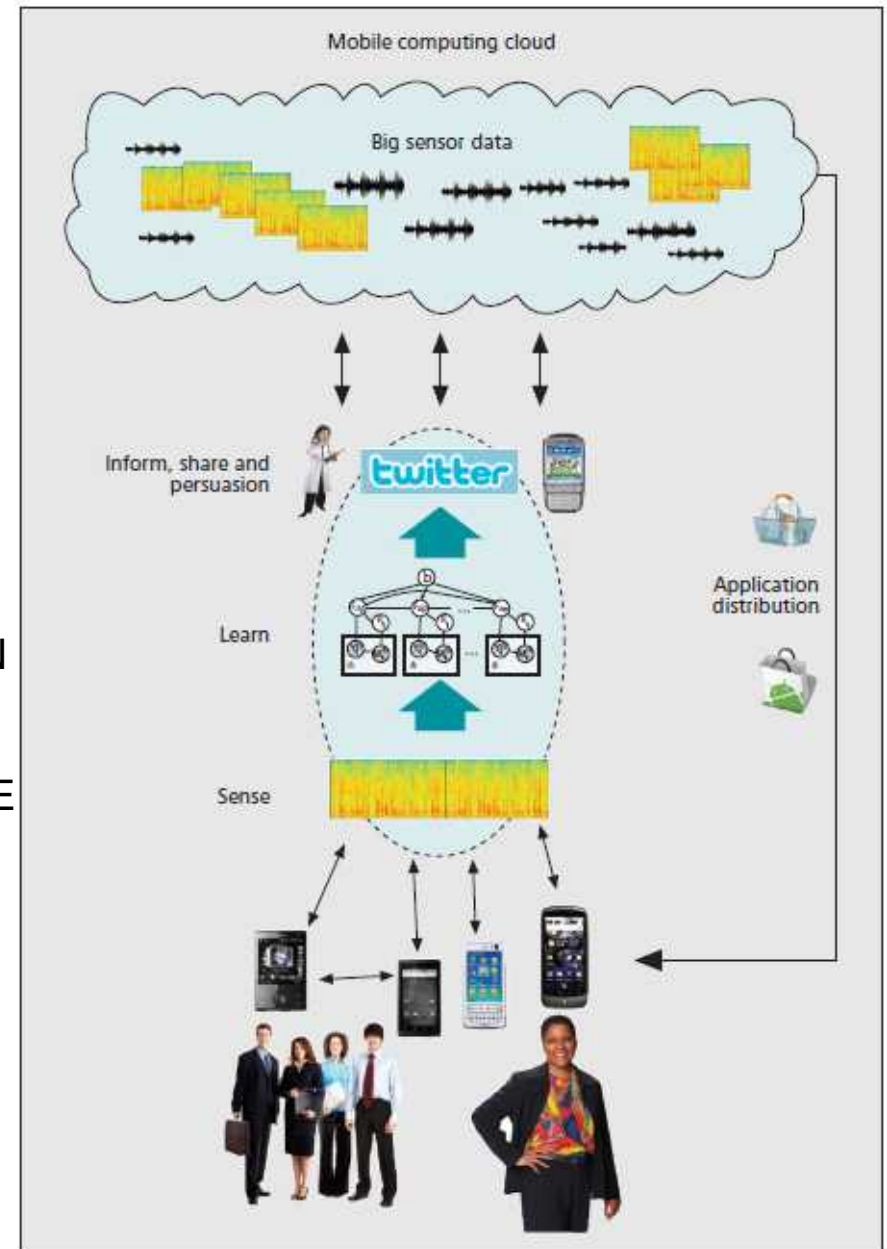 Mobile computing cloud
Big sensor data
Inform, share and
persuasion
twitter
Application
distribution
Learn
b
...
...
N
E
Sense